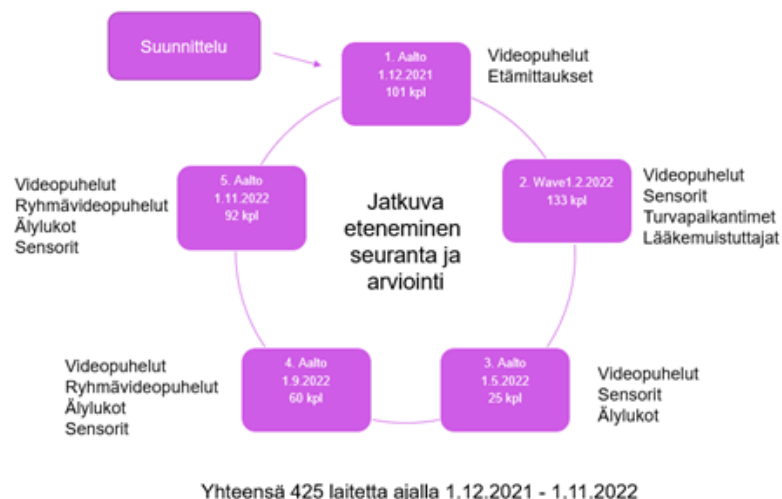 Suunnittelu
1. Aalto
1.12.2021
101 kpl
Videopuhelut
Etämittaukset
2. Wave1.2.2022
133 kpl
Videopuhelut
Sensorit
Turvapaikantimet
Lääkemuistuttajat
3. Aalto
1.5.2022
25 kpl
Videopuhelut
Sensorit
Älylukot
4. Aalto
1.9.2022
60 kpl
Videopuhelut
Ryhmävideopuhelut
Älylukot
Sensorit
5. Aalto
1.11.2022
92 kpl
Videopuhelut
Ryhmävideopuhelut
Älylukot
Sensorit
Jatkuva
eteneminen
seuranta ja
arviointi
Yhteensä 425 laitetta ajalla 1.12.2021 - 1.11.2022